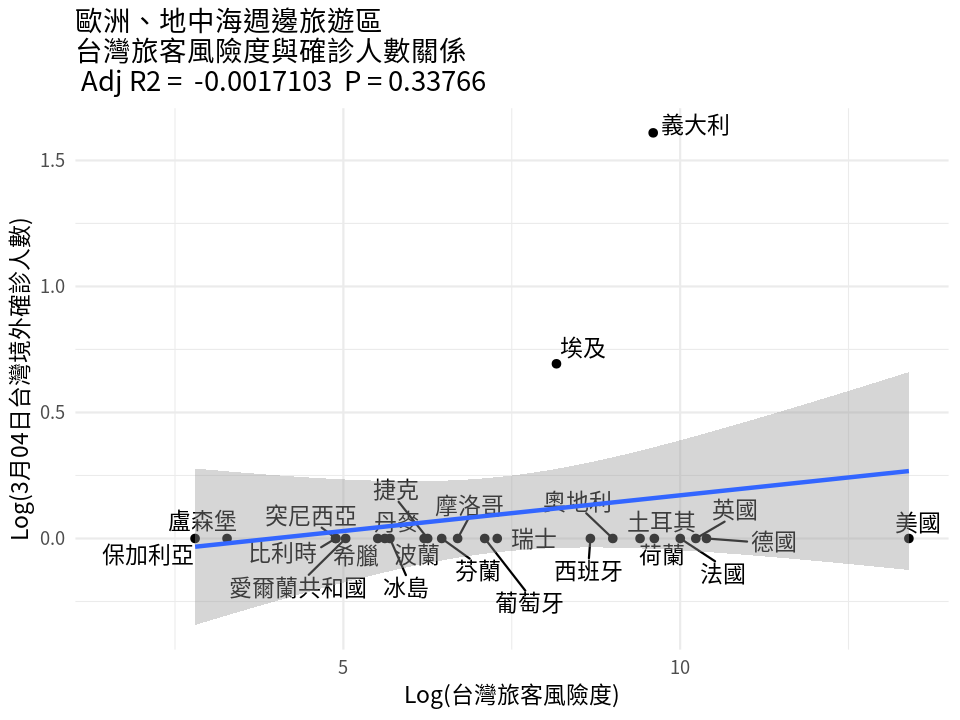 歐洲、地中海週邊旅遊區
台灣旅客風險度與確診人數關係
Adj R2 = -0.0017103 P = 0.33766
Log(3月04日台灣境外確診人數)
1.5
1.0
0.5
0.0
義大利
埃及
捷克
摩洛哥
奧地利
英國
盧森堡
突尼西亞
丹麥
土耳其
美國
瑞士
德國
保加利亞
比利時
希臘
波蘭
荷蘭
芬蘭
西班牙
法國
愛爾蘭共和國
冰島
葡萄牙
5
10
Log(台灣旅客風險度)